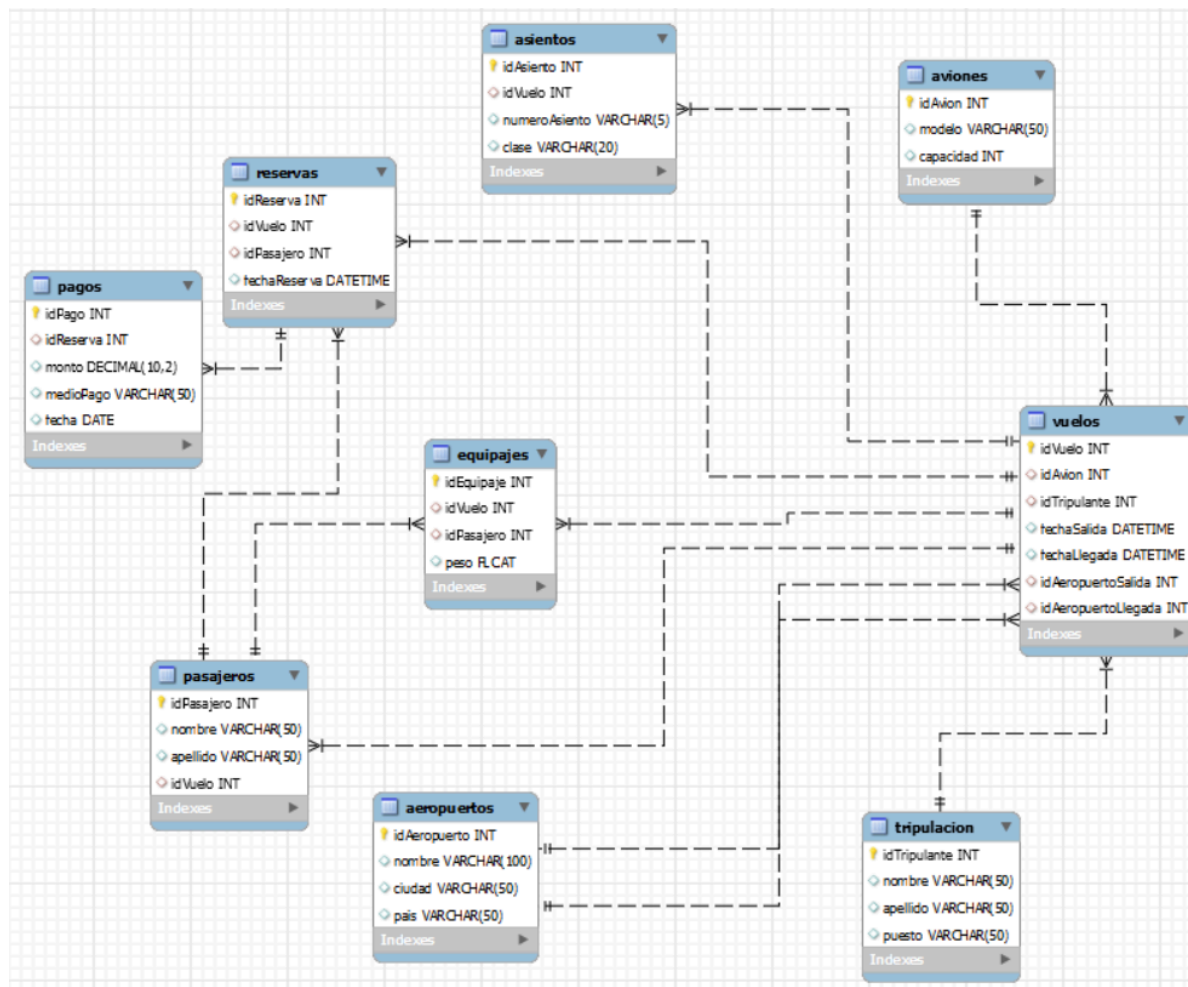 asientos
idAsiento INT
idVuelo INT
numeroAsiento VARCHAR(5)
clase VARCHAR(20)
Indexes
aviones
idAvion INT
modelo VARCHAR(50)
capacidad INT
Indexes
reservas
idReserva INT
idVuelo INT
idPasajero INT
fechaReserva DATETIME
Indexes
pagos
idPago INT
idReserva INT
monto DECIMAL(10,2)
medioPago VARCHAR(50)
fecha DATE
Indexes
vuelos
idVuelo INT
idAvion INT
idTripulante INT
fechaSalida DATETIME
fechaLlegada DATETIME
idAeropuertoSalida INT
idAeropuertoLlegada INT
Indexes
equipajes
idEquipaje INT
idVuelo INT
idPasajero INT
peso FLOAT
Indexes
pasajeros
idPasajero INT
nombre VARCHAR(50)
apellido VARCHAR(50)
idVuelo INT
Indexes
aeropuertos
idAeropuerto INT
nombre VARCHAR(100)
ciudad VARCHAR(50)
pais VARCHAR(50)
Indexes
tripulacion
idTripulante INT
nombre VARCHAR(50)
apellido VARCHAR(50)
puesto VARCHAR(50)
Indexes